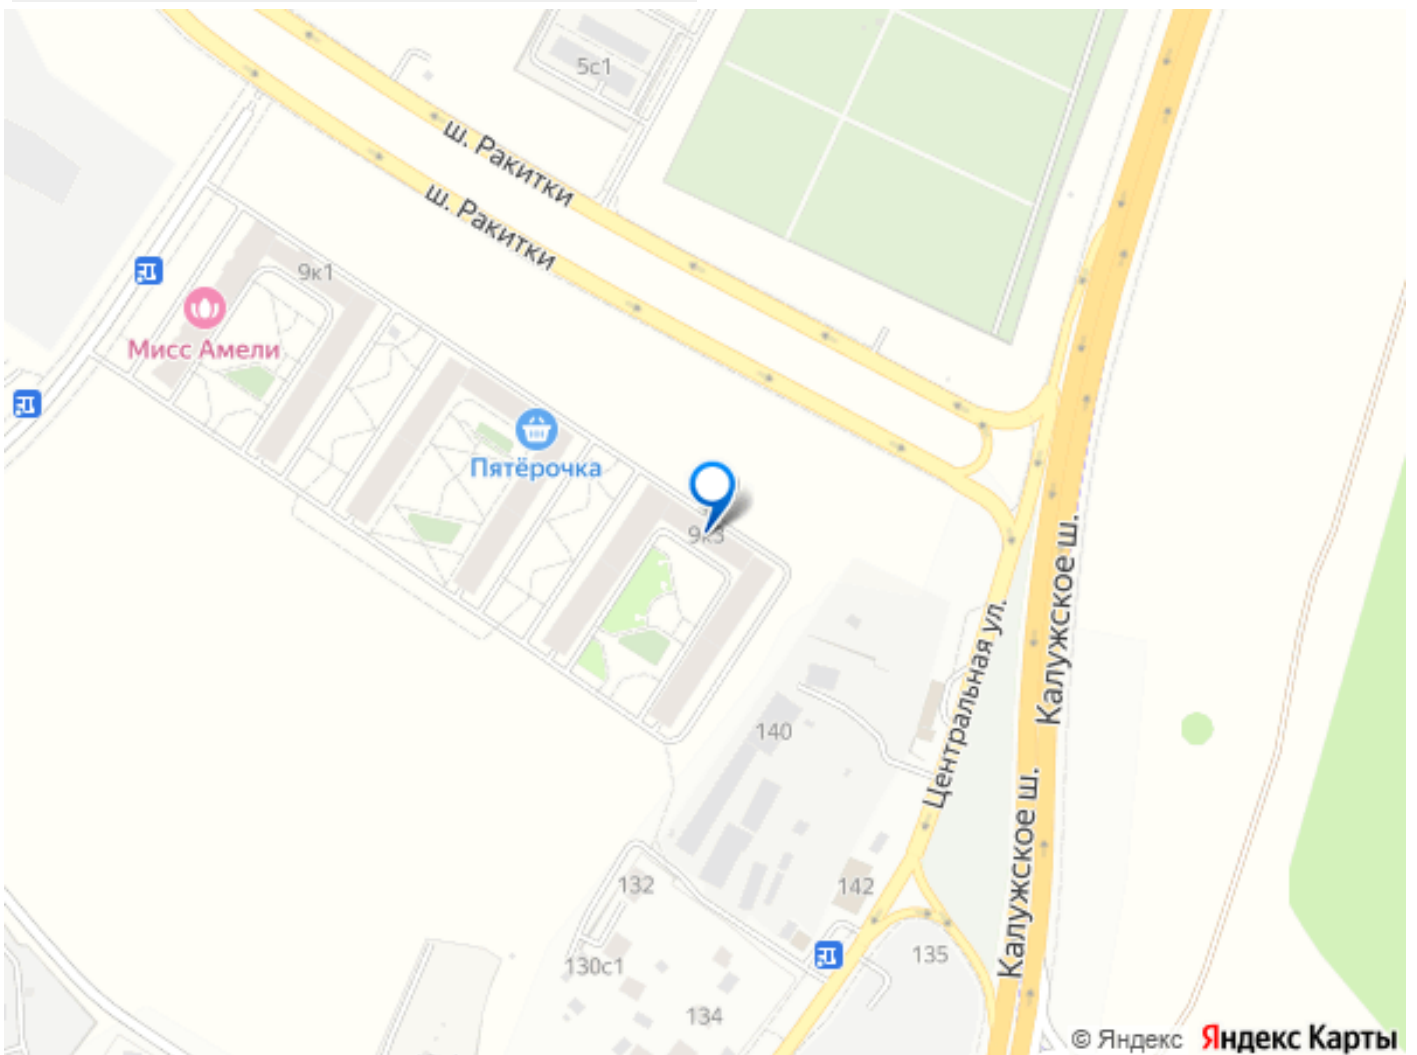 5с1
ш. Ракитки
ш. Ракитки
9к1
Мисс Амели
Пятёрочка
9к3
Калужское ш.
Центральная ул.
140
Калужское ш.
132
142
135
130с1
134
© Яндекс Яндекс Карты